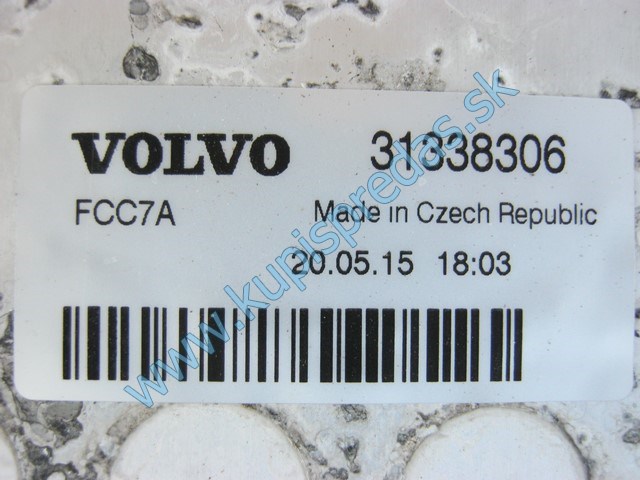 VOLVO 31338306
FCC7A Made in Czech Republic
20.05.15 18:03
www.kupispredas.sk